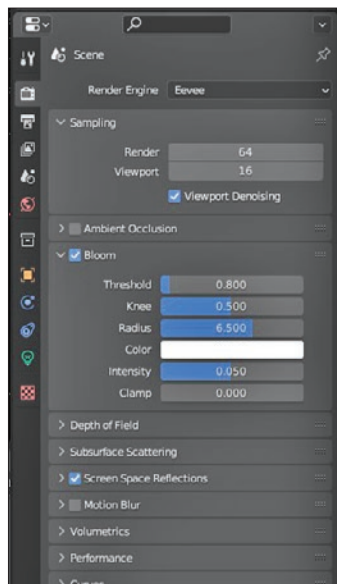 Scene
Render Engine Eevee
Sampling
Render 64
Viewport 16
Viewport Denoising
Ambient Occlusion
Bloom
Threshold 0.800
Knee 0.500
Radius 6.500
Color
Intensity 0.050
Clamp 0.000
Depth of Field
Subsurface Scattering
Screen Space Reflections
Motion Blur
Volumetrics
Performance
Curves